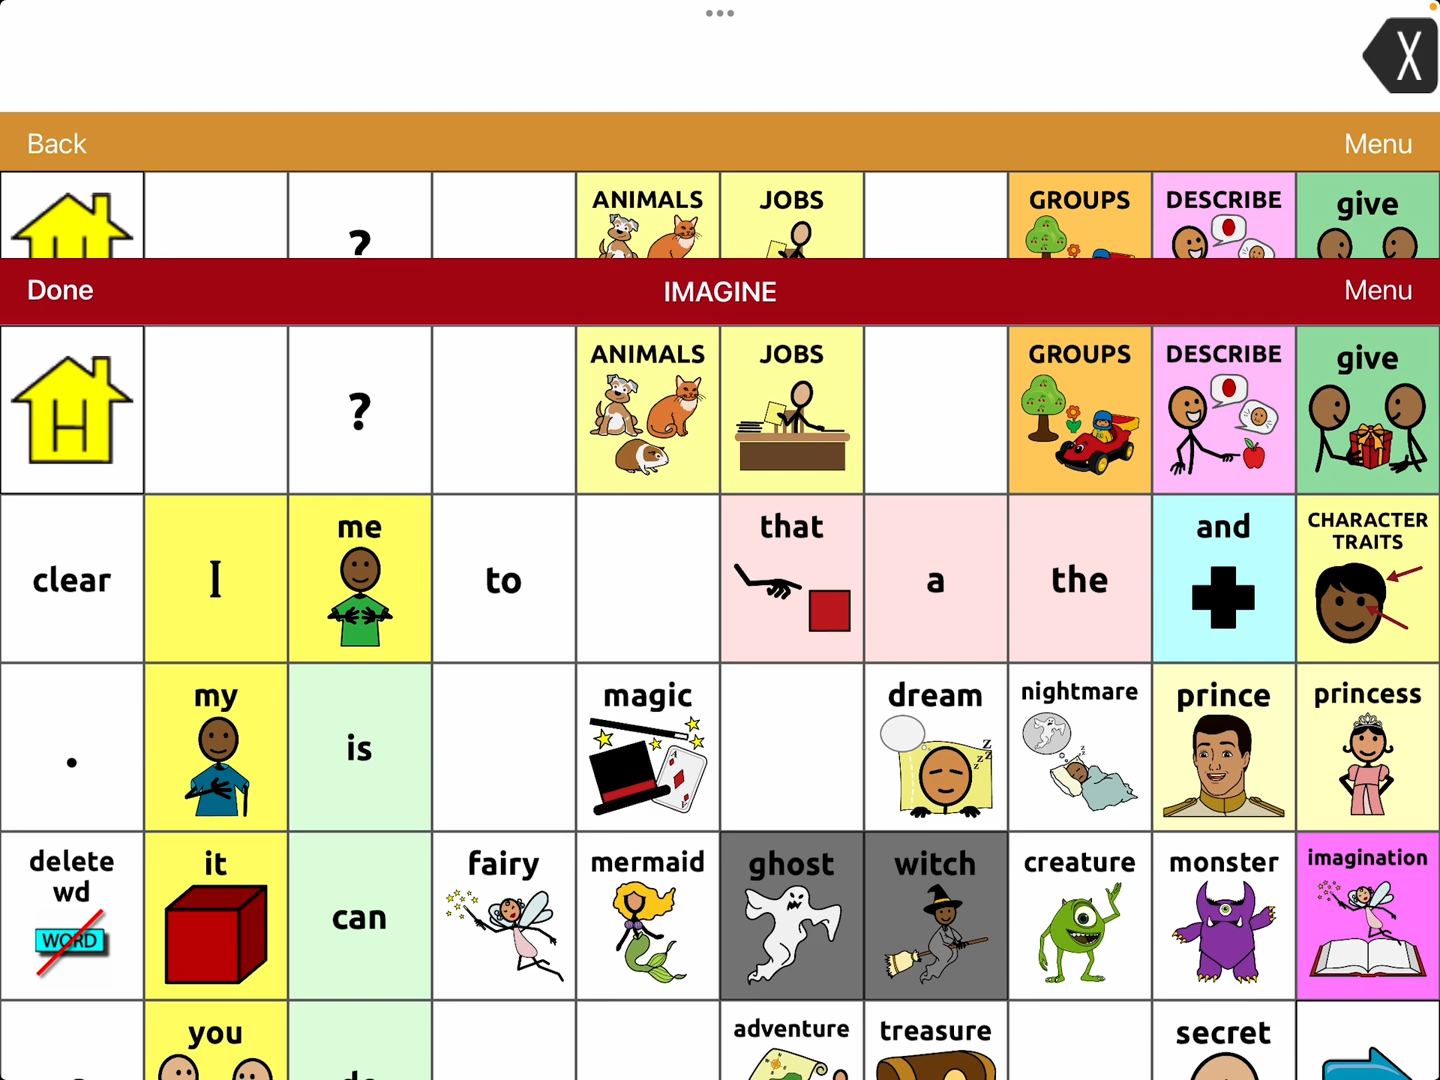 X
Back Menu
? ANIMALS JOBS GROUPS DESCRIBE give
Done IMAGINE Menu
H ? ANIMALS JOBS GROUPS DESCRIBE give
clear I me to that a the and CHARACTER TRAITS
. my is magic dream nightmare prince princess
delete wd WORD it can fairy mermaid ghost witch creature monster imagination
you adventure treasure secret